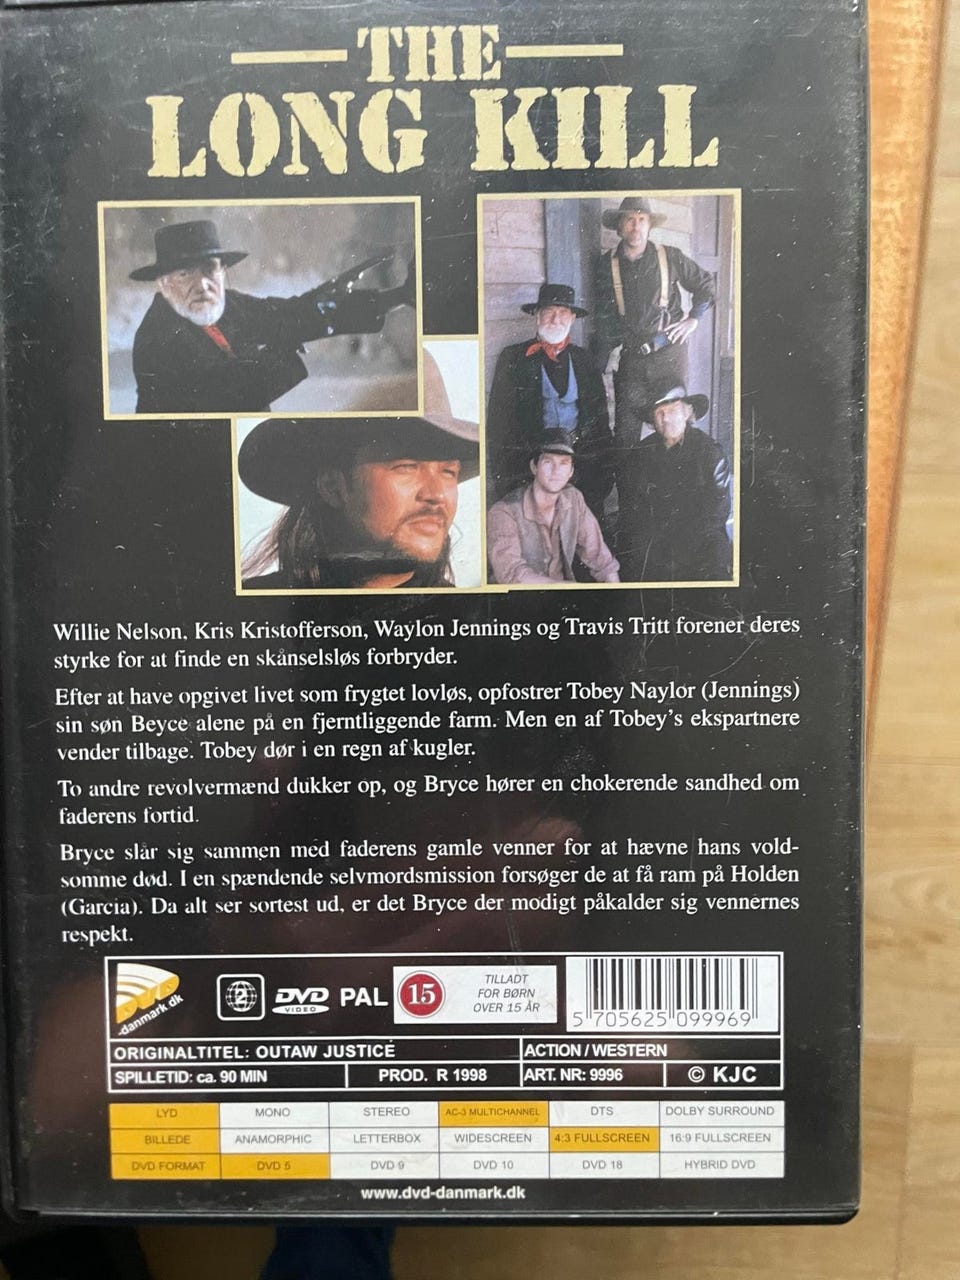 THE
LONG KILL
Willie Nelson, Kris Kristofferson, Waylon Jennings og Travis Tritt forener deres
styrke for at finde en skånselsløs forbryder.
Efter at have opgivet livet som frygtet lovløs, opfostrer Tobey Naylor (Jennings)
sin søn Beyce alene på en fjerntliggende farm. Men en af Tobey's ekspartnere
vender tilbage. Tobey dør i en regn af kugler.
To andre revolvermænd dukker op, og Bryce hører en chokerende sandhed om
faderens fortid.
Bryce slår sig sammen med faderens gamle venner for at hævne hans vold-
somme død. I en spændende selvmordsmission forsøger de at få ram på Holden
(Garcia). Da alt ser sortest ud, er det Bryce der modigt påkalder sig vennernes
respekt.
DVD
-danmark.dk
2
DVD
VIDEO
PAL
15
TILLADT
FOR BØRN
OVER 15 ÅR
5 705625 099969
ORIGINALTITEL: OUTAW JUSTICE
ACTION / WESTERN
SPILLETID: ca. 90 MIN
PROD. R 1998
ART. NR: 9996
© KJC
LYD MONO STEREO AC-3 MULTICHANNEL DTS DOLBY SURROUND
BILLEDE ANAMORPHIC LETTERBOX WIDESCREEN 4:3 FULLSCREEN 16:9 FULLSCREEN
DVD FORMAT DVD 5 DVD 9 DVD 10 DVD 18 HYBRID DVD
www.dvd-danmark.dk